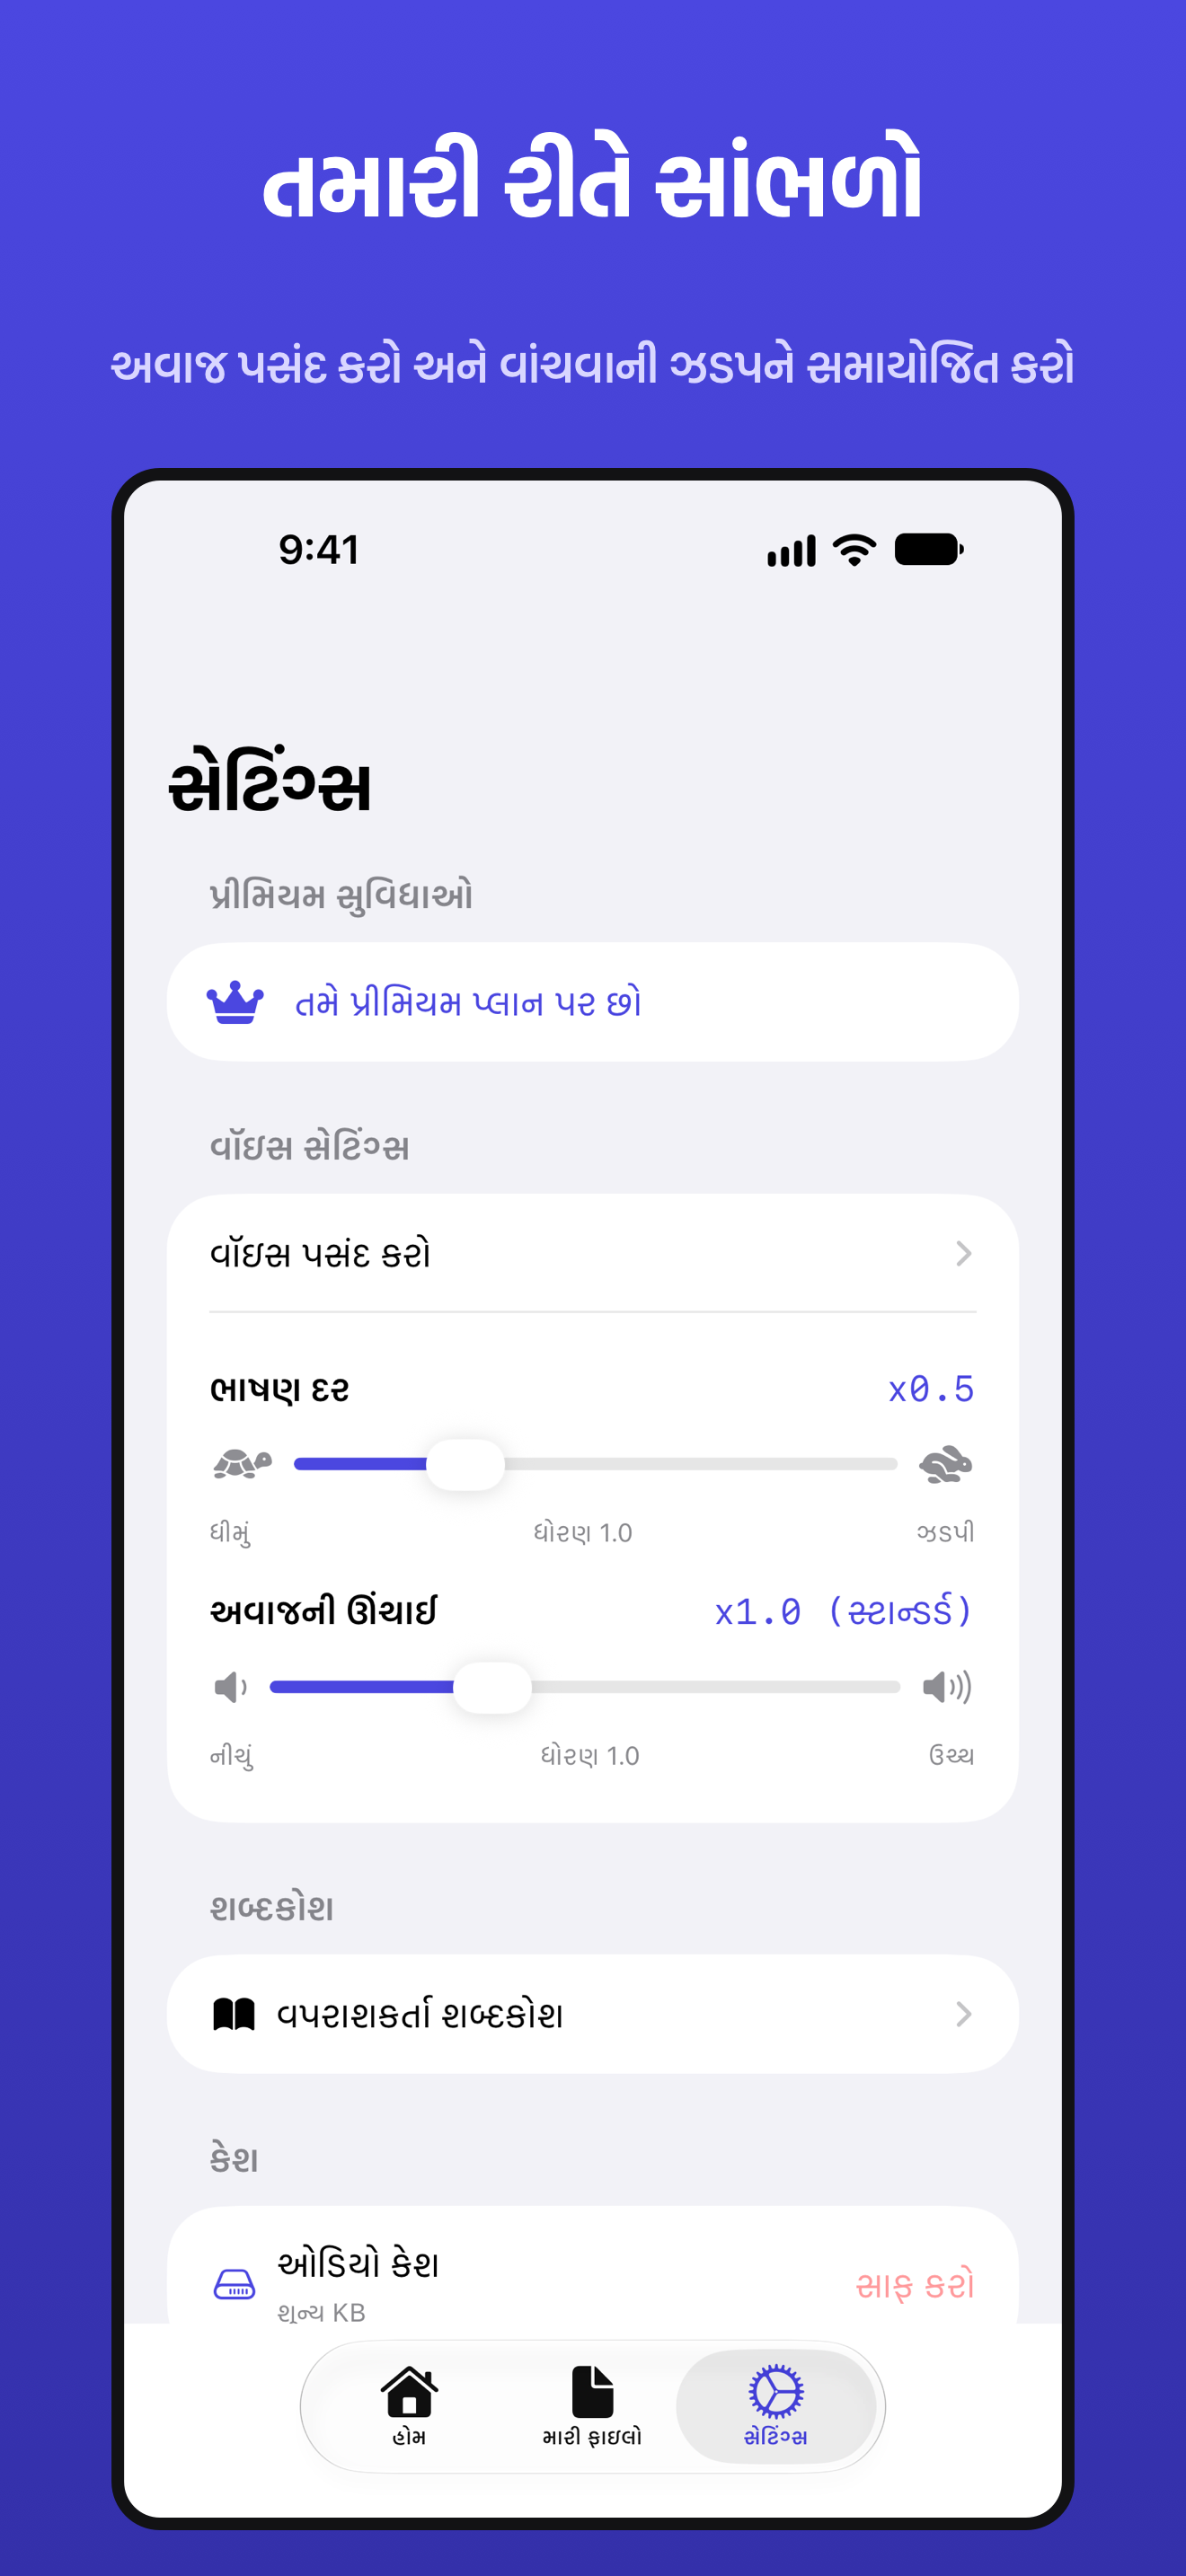 તમારી રીતે સાંભળો
અવાજ પસંદ કરો અને વાંચવાની ઝડપને સમાયોજિત કરો
9:41
સેટિંગ્સ
પ્રીમિયમ સુવિધાઓ
તમે પ્રીમિયમ પ્લાન પર છો
વૉઇસ સેટિંગ્સ
વૉઇસ પસંદ કરો
ભાષણ દર x0.5
ધીમું ધોરણ 1.0 ઝડપી
અવાજની ઊંચાઈ x1.0 (સ્ટાન્ડર્ડ)
નીચું ધોરણ 1.0 ઉચ્ચ
શબ્દકોશ
વપરાશકર્તા શબ્દકોશ
કેશ
ઓડિયો કેશ
સાફ કરો
શૂન્ય KB
હોમ મારી ફાઇલો સેટિંગ્સ